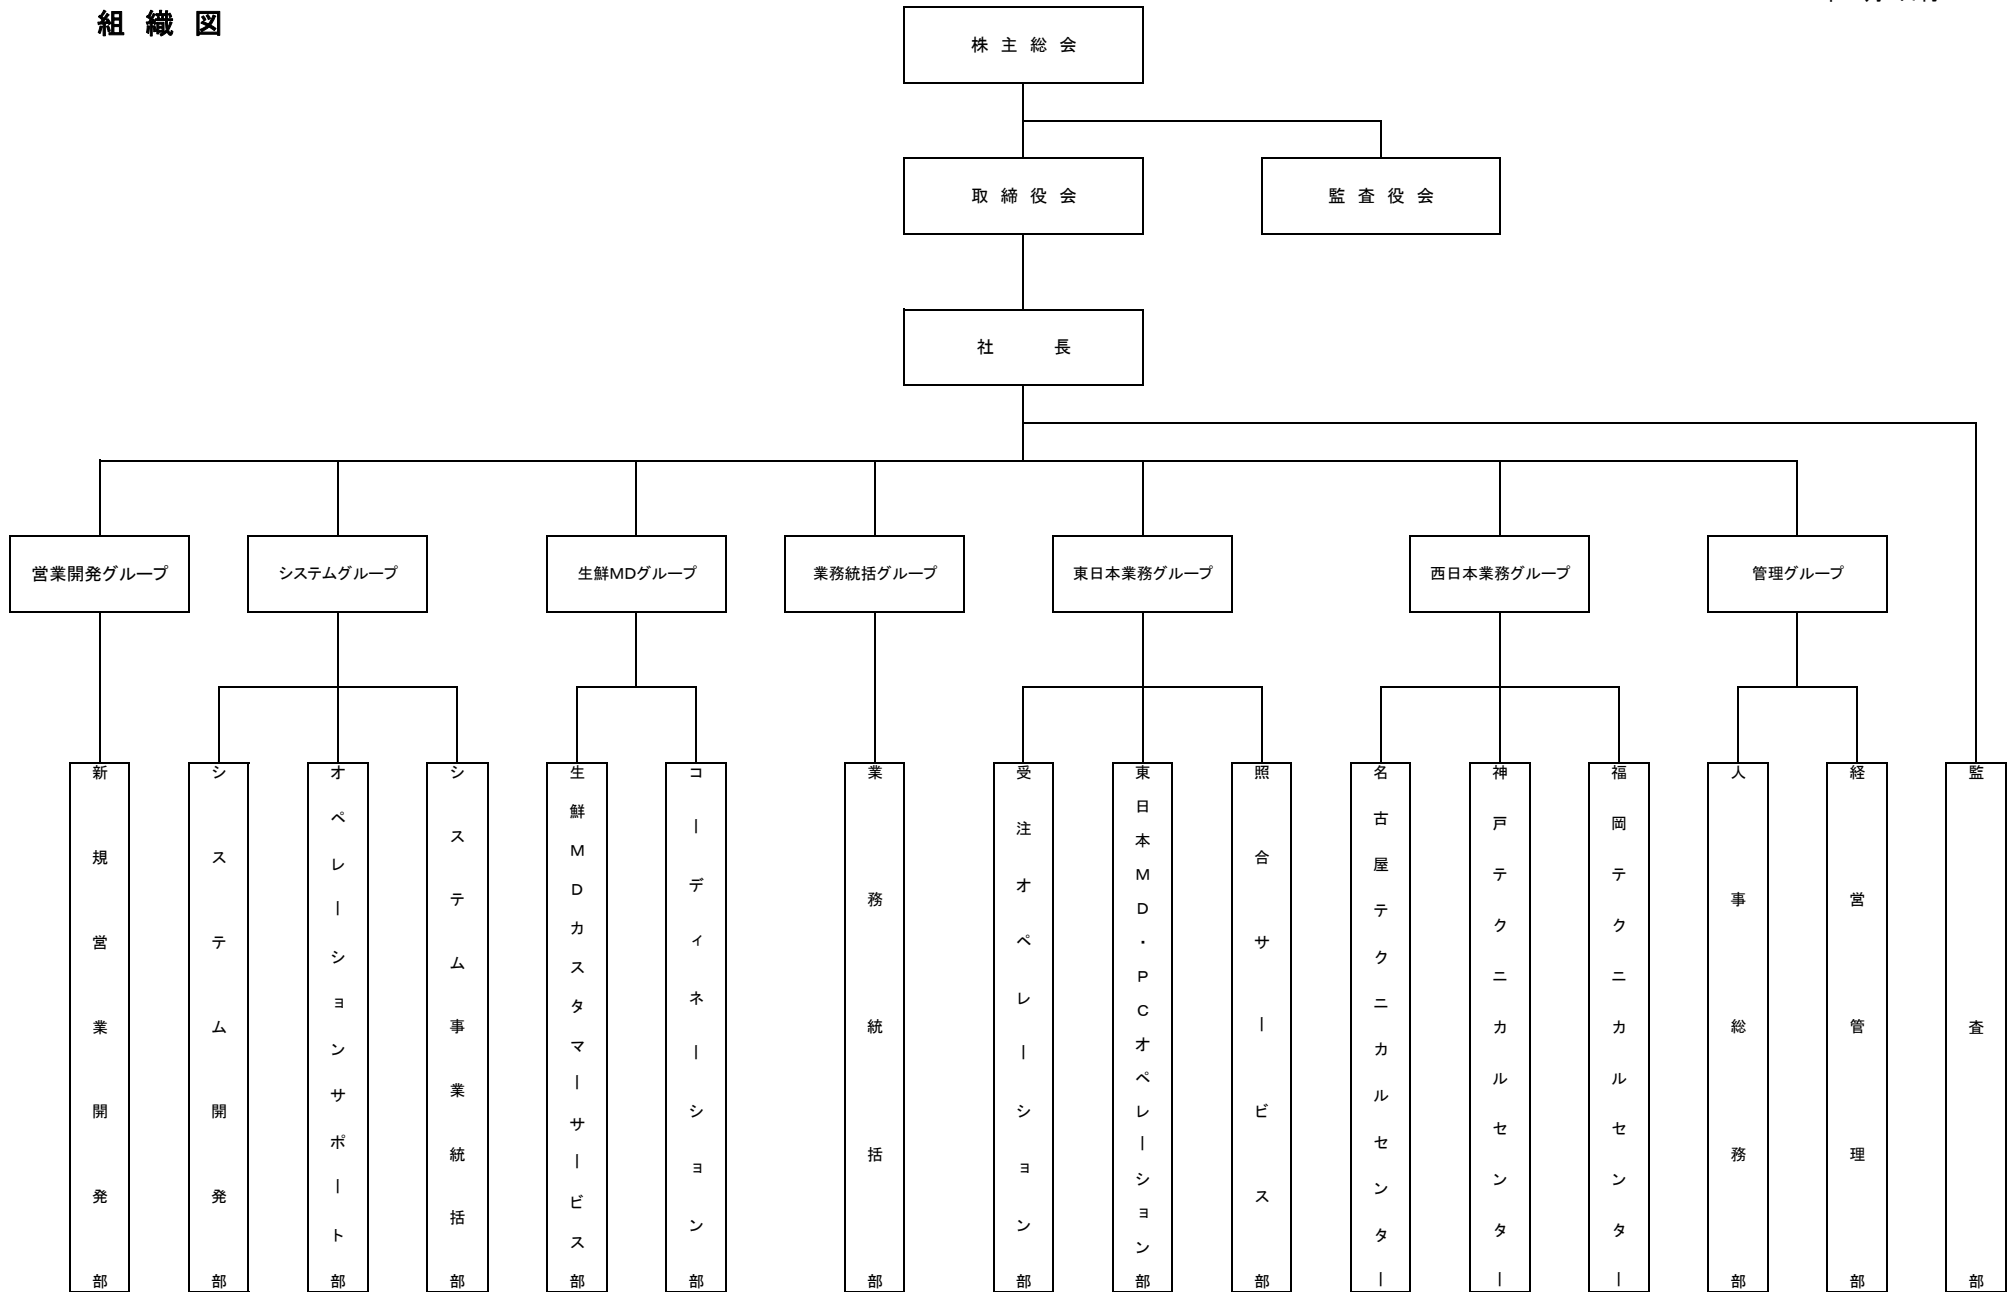 組織図
株主総会
取締役会
監査役会
社長
営業開発グループ
システムグループ
生鮮MDグループ
業務統括グループ
東日本業務グループ
西日本業務グループ
管理グループ
新規営業開発部
システム開発部
オペレーションサポート部
システム事業統括部
生鮮MDカスタマーサービス部
コーディネーション部
業務統括部
受注オペレーション部
東日本MD・PCオペレーション部
照合サービス部
名古屋テクニカルセンター
神戸テクニカルセンター
福岡テクニカルセンター
人事総務部
経営管理部
監査部